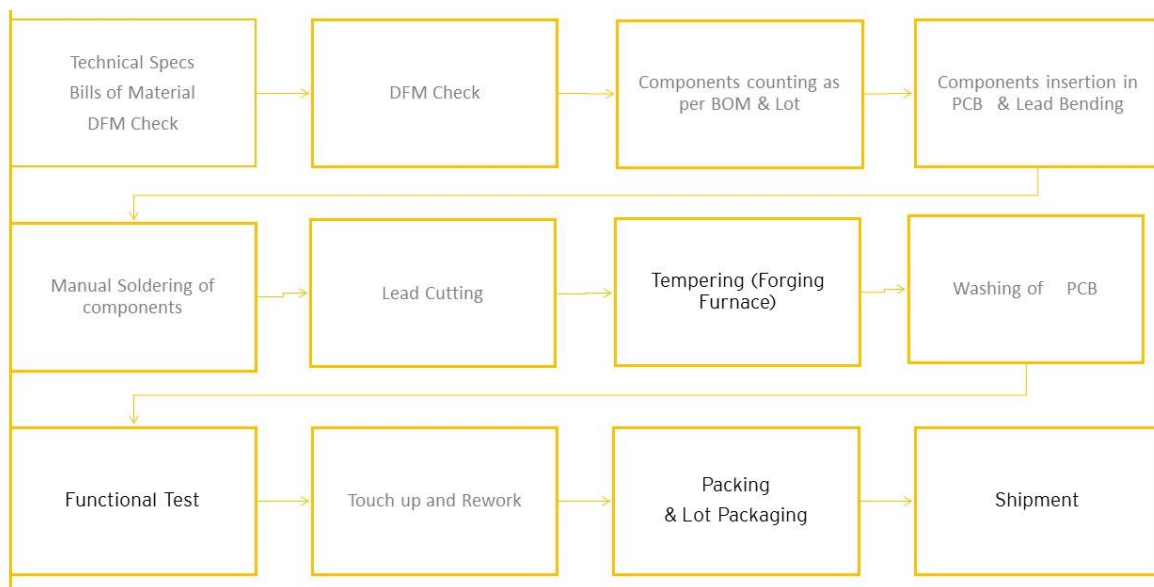 Technical Specs
Bills of Material
DFM Check
DFM Check
Components counting as
per BOM & Lot
Components insertion in
PCB & Lead Bending
Manual Soldering of
components
Lead Cutting
Tempering (Forging
Furnace)
Washing of PCB
Functional Test
Touch up and Rework
Packing
& Lot Packaging
Shipment